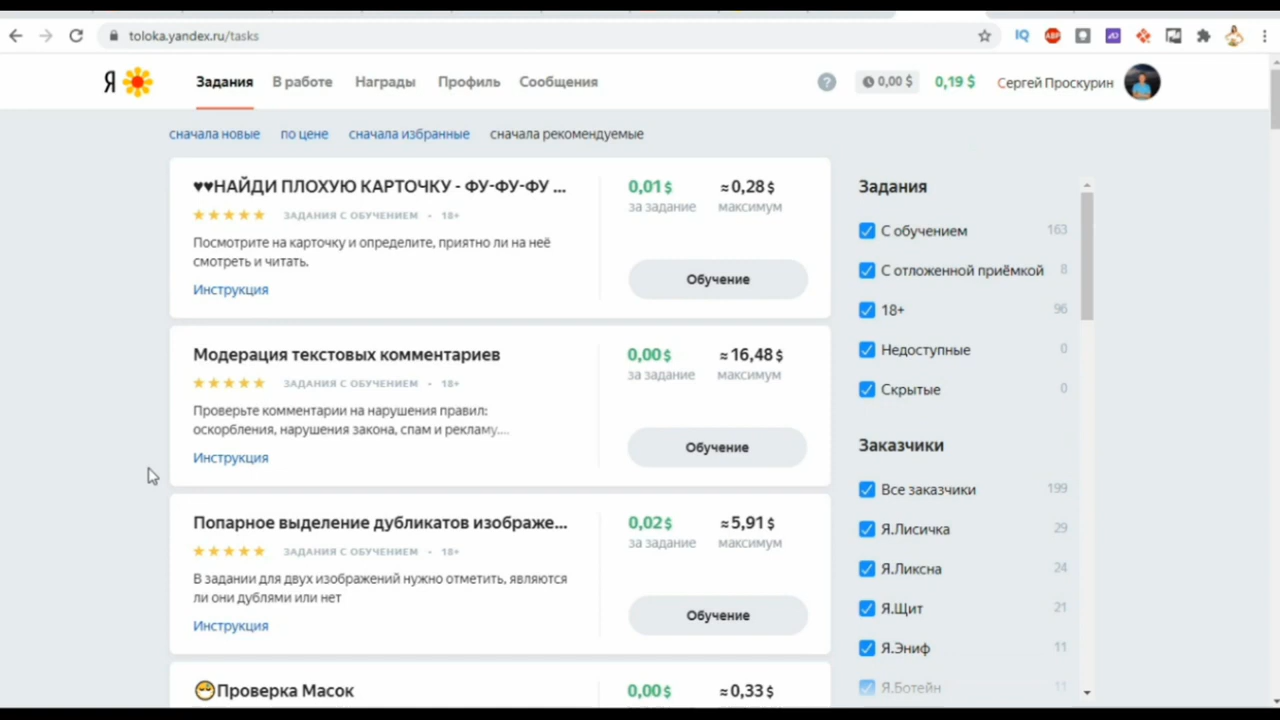 toloka.yandex.ru/tasks
IQ ABP
Я Задания В работе Награды Профиль Сообщения ? 0,00 $ 0,19 $ Сергей Проскурин
сначала новые по цене сначала избранные сначала рекомендуемые
♥♥НАЙДИ ПЛОХУЮ КАРТОЧКУ - ФУ-ФУ-ФУ ...
ЗАДАНИЯ С ОБУЧЕНИЕМ • 18+
Посмотрите на карточку и определите, приятно ли на неё
смотреть и читать.
Инструкция
0,01 $ ≈ 0,28 $
за задание максимум
Обучение
Модерация текстовых комментариев
ЗАДАНИЯ С ОБУЧЕНИЕМ • 18+
Проверьте комментарии на нарушения правил:
оскорбления, нарушения закона, спам и рекламу....
Инструкция
0,00 $ ≈ 16,48 $
за задание максимум
Обучение
Попарное выделение дубликатов изображе...
ЗАДАНИЯ С ОБУЧЕНИЕМ • 18+
В задании для двух изображений нужно отметить, являются
ли они дублями или нет
Инструкция
0,02 $ ≈ 5,91 $
за задание максимум
Обучение
Проверка Масок
0,00 $ ≈ 0,33 $
Задания
С обучением 163
С отложенной приёмкой 8
18+ 96
Недоступные 0
Скрытые 0
Заказчики
Все заказчики 199
Я.Лисичка 29
Я.Ликсна 24
Я.Щит 21
Я.Эниф 11
Я.Ботейн 11